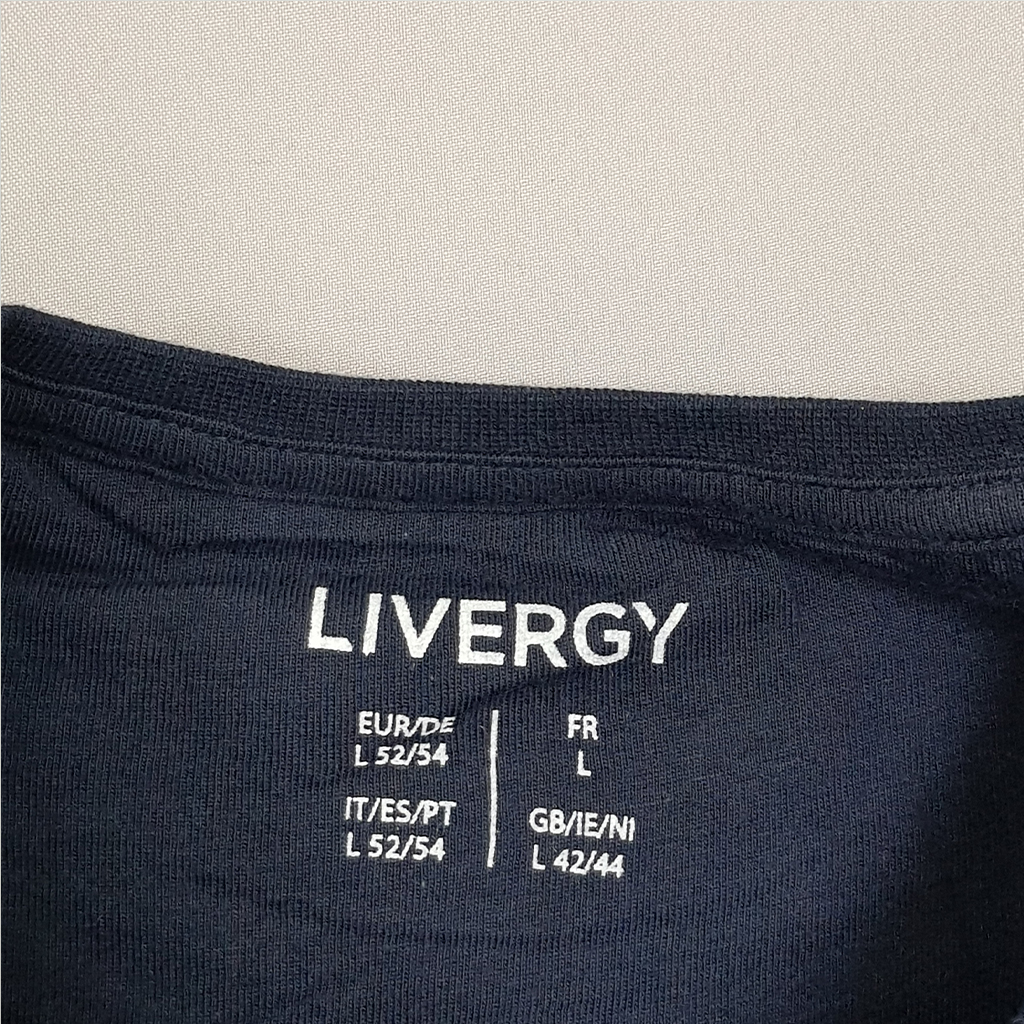 LIVERGY
EUR/DE
L 52/54
IT/ES/PT
L 52/54
FR
L
GB/IE/NI
L 42/44